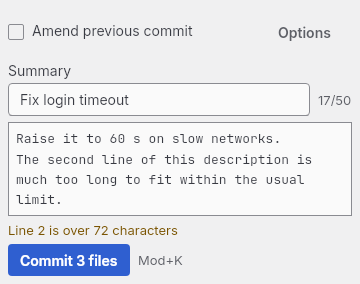 Amend previous commit
Options
Summary
Fix login timeout
17/50
Raise it to 60 s on slow networks.
The second line of this description is
much too long to fit within the usual
limit.
Line 2 is over 72 characters
Commit 3 files
Mod+K